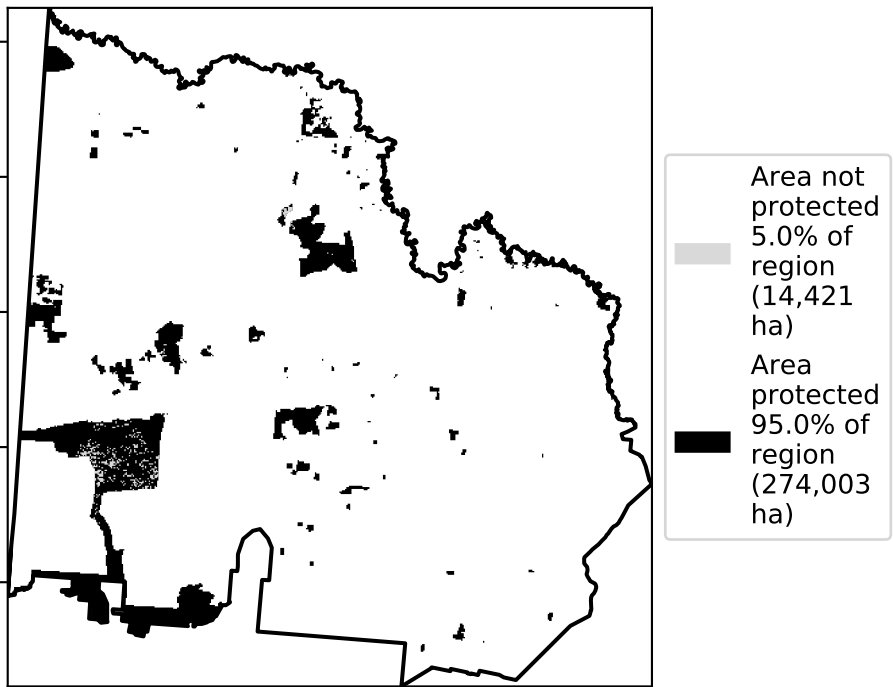 Area not
protected
5.0% of
region
(14,421
ha)
Area
protected
95.0% of
region
(274,003
ha)